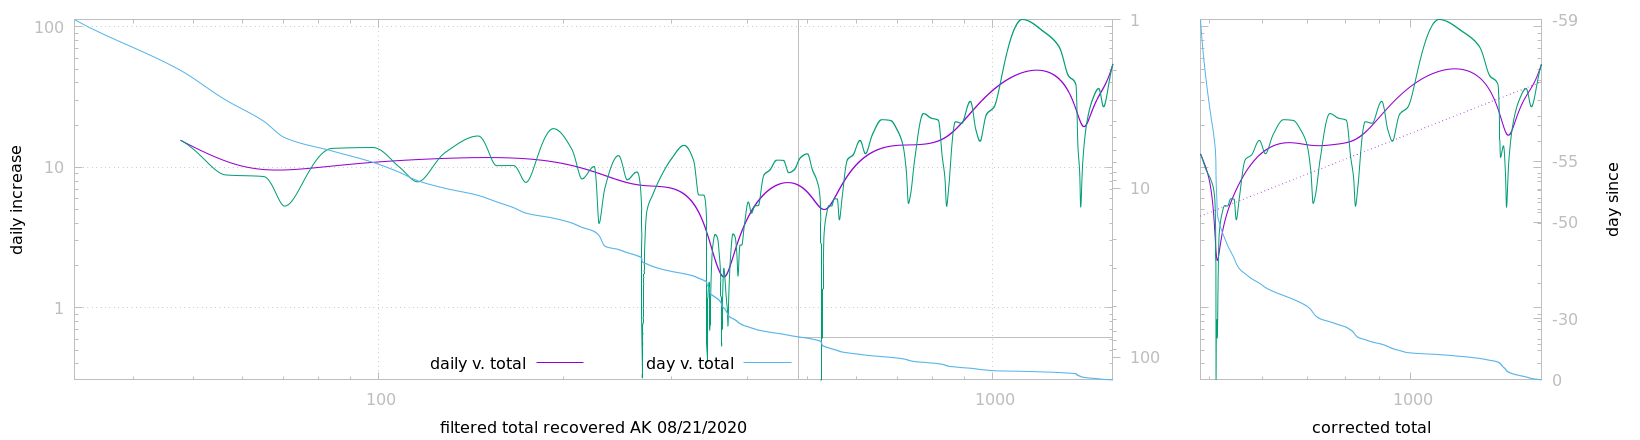 100
10
1
daily increase
daily v. total
day v. total
100
1000
filtered total recovered AK 08/21/2020
1
10
100
1000
corrected total
-59
-55
-50
-30
0
day since